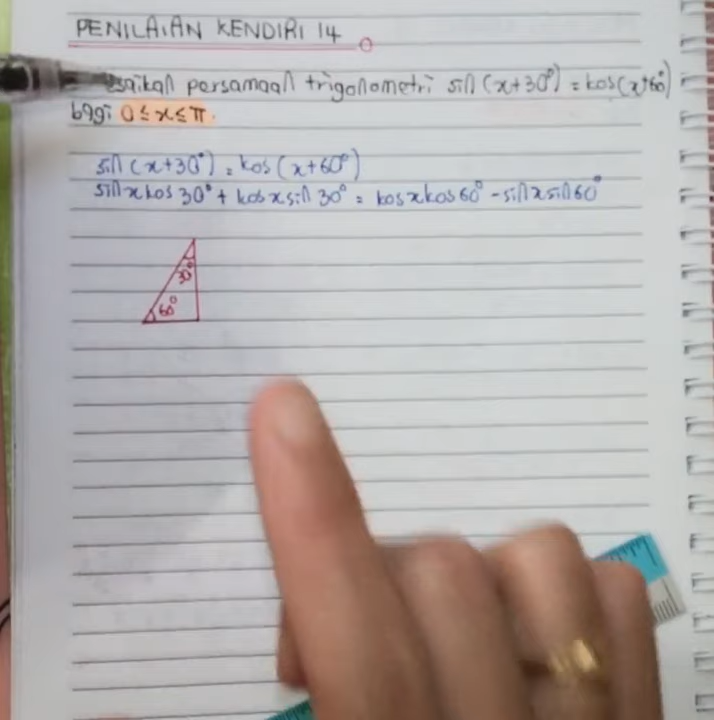 PENILAIAN KENDIRI 14
persamaan trigonometri sin (x+30°) = kos(x+60°)
bagi 0 ≤ x ≤ π.
sin (x+30°) = kos (x+60°)
sin x kos 30° + kos x sin 30° = kos x kos 60° - sin x sin 60°
30°
60°